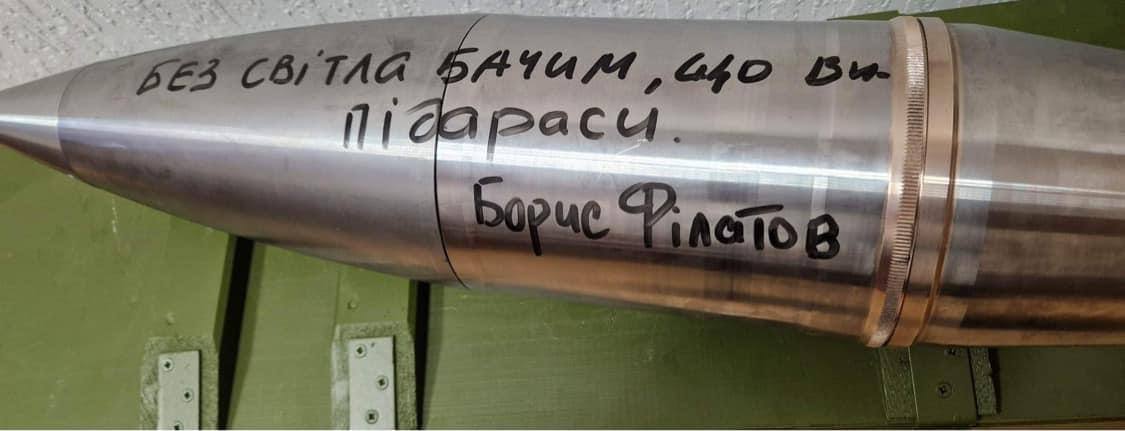 БЕЗ СВІТЛА БАЧИМ, ЩО ВИ-
Підараси.
Борис Філатов